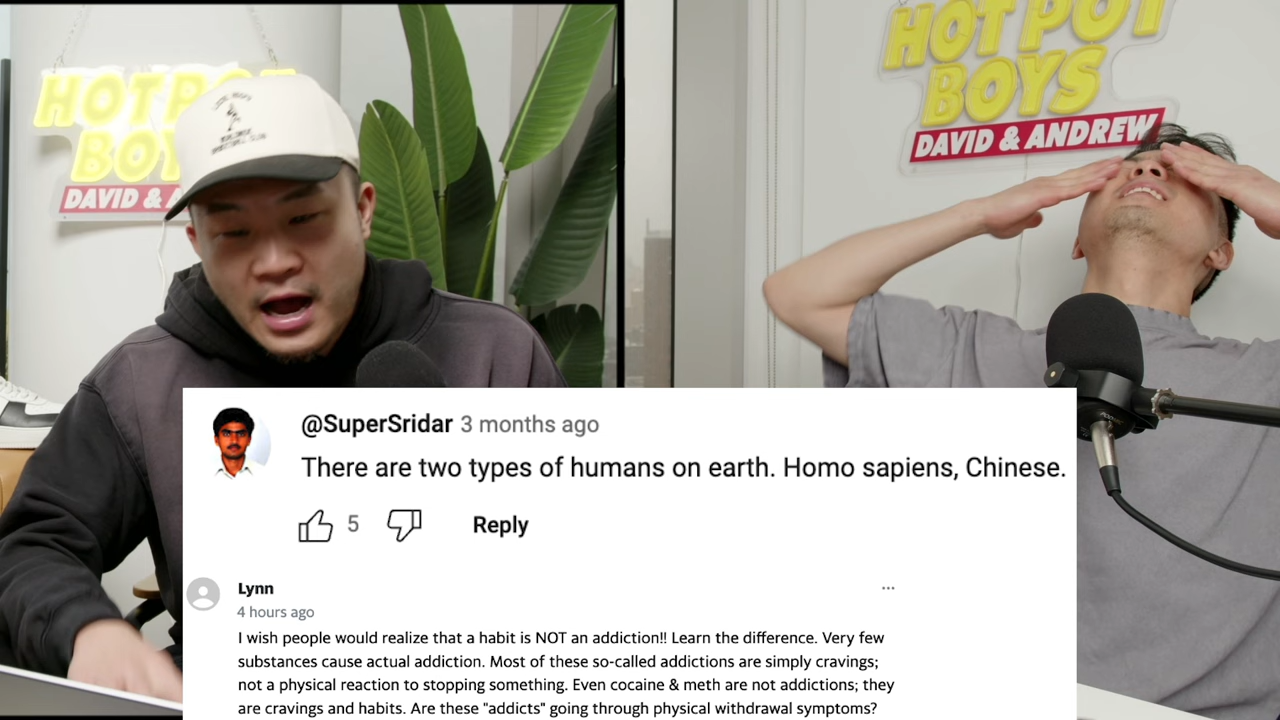 HOT POT
BOYS
DAVID & A
HOT POT
BOYS
DAVID & ANDREW
@SuperSridar 3 months ago
There are two types of humans on earth. Homo sapiens, Chinese.
5
Reply
Lynn
4 hours ago
I wish people would realize that a habit is NOT an addiction!! Learn the difference. Very few
substances cause actual addiction. Most of these so-called addictions are simply cravings;
not a physical reaction to stopping something. Even cocaine & meth are not addictions; they
are cravings and habits. Are these "addicts" going through physical withdrawal symptoms?